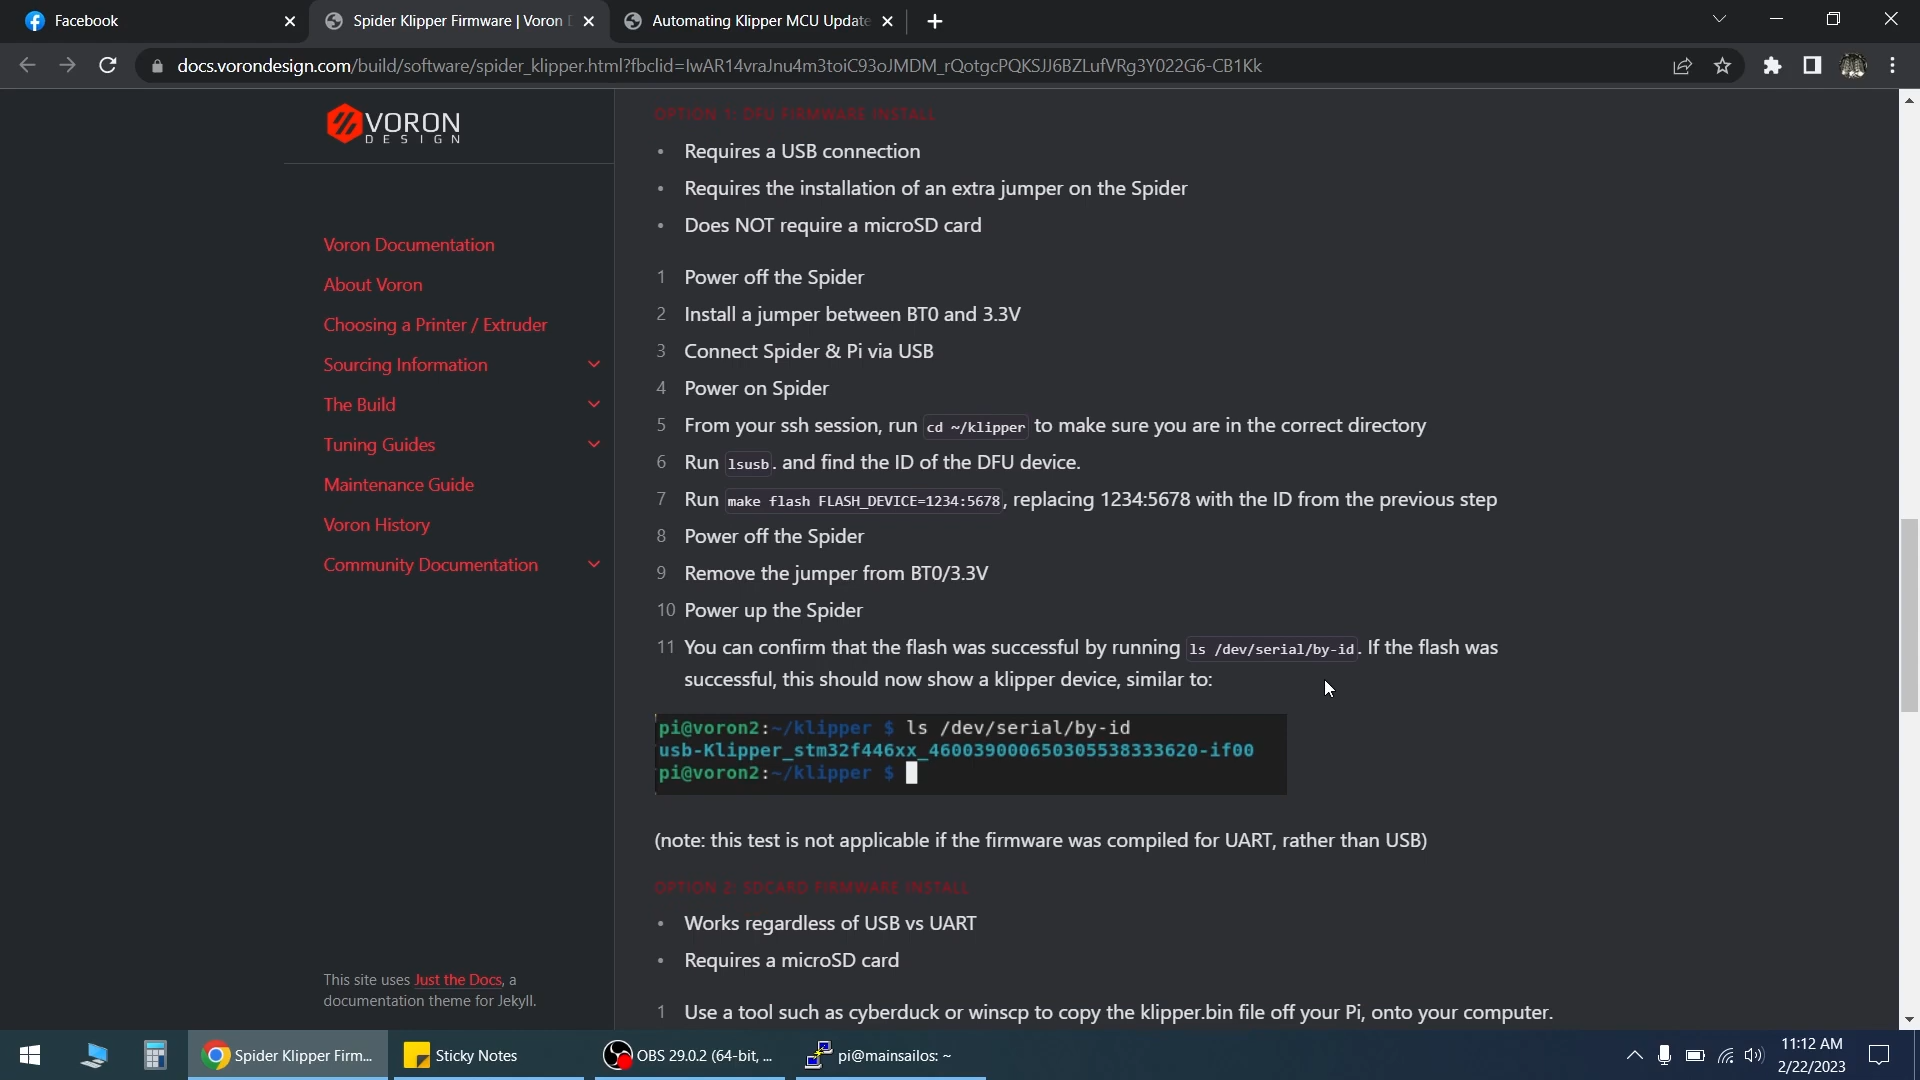 Facebook
Spider Klipper Firmware | Voron D
Automating Klipper MCU Update
docs.vorondesign.com/build/software/spider_klipper.html?fbclid=IwAR14vraJnu4m3toiC93oJMDM_rQotgcPQKSJJ6BZLufVRg3Y022G6-CB1Kk
VORON
DESIGN
Voron Documentation
About Voron
Choosing a Printer / Extruder
Sourcing Information
The Build
Tuning Guides
Maintenance Guide
Voron History
Community Documentation
This site uses Just the Docs, a
documentation theme for Jekyll.
OPTION 1: DFU FIRMWARE INSTALL
• Requires a USB connection
• Requires the installation of an extra jumper on the Spider
• Does NOT require a microSD card
1 Power off the Spider
2 Install a jumper between BT0 and 3.3V
3 Connect Spider & Pi via USB
4 Power on Spider
5 From your ssh session, run cd ~/klipper to make sure you are in the correct directory
6 Run lsusb. and find the ID of the DFU device.
7 Run make flash FLASH_DEVICE=1234:5678, replacing 1234:5678 with the ID from the previous step
8 Power off the Spider
9 Remove the jumper from BT0/3.3V
10 Power up the Spider
11 You can confirm that the flash was successful by running ls /dev/serial/by-id. If the flash was
successful, this should now show a klipper device, similar to:
pi@voron2:~/klipper $ ls /dev/serial/by-id
usb-Klipper_stm32f446xx_460039000650305538333620-if00
pi@voron2:~/klipper $
(note: this test is not applicable if the firmware was compiled for UART, rather than USB)
OPTION 2: SDCARD FIRMWARE INSTALL
• Works regardless of USB vs UART
• Requires a microSD card
1 Use a tool such as cyberduck or winscp to copy the klipper.bin file off your Pi, onto your computer.
Spider Klipper Firm...
Sticky Notes
OBS 29.0.2 (64-bit, ...
pi@mainsailos: ~
11:12 AM
2/22/2023